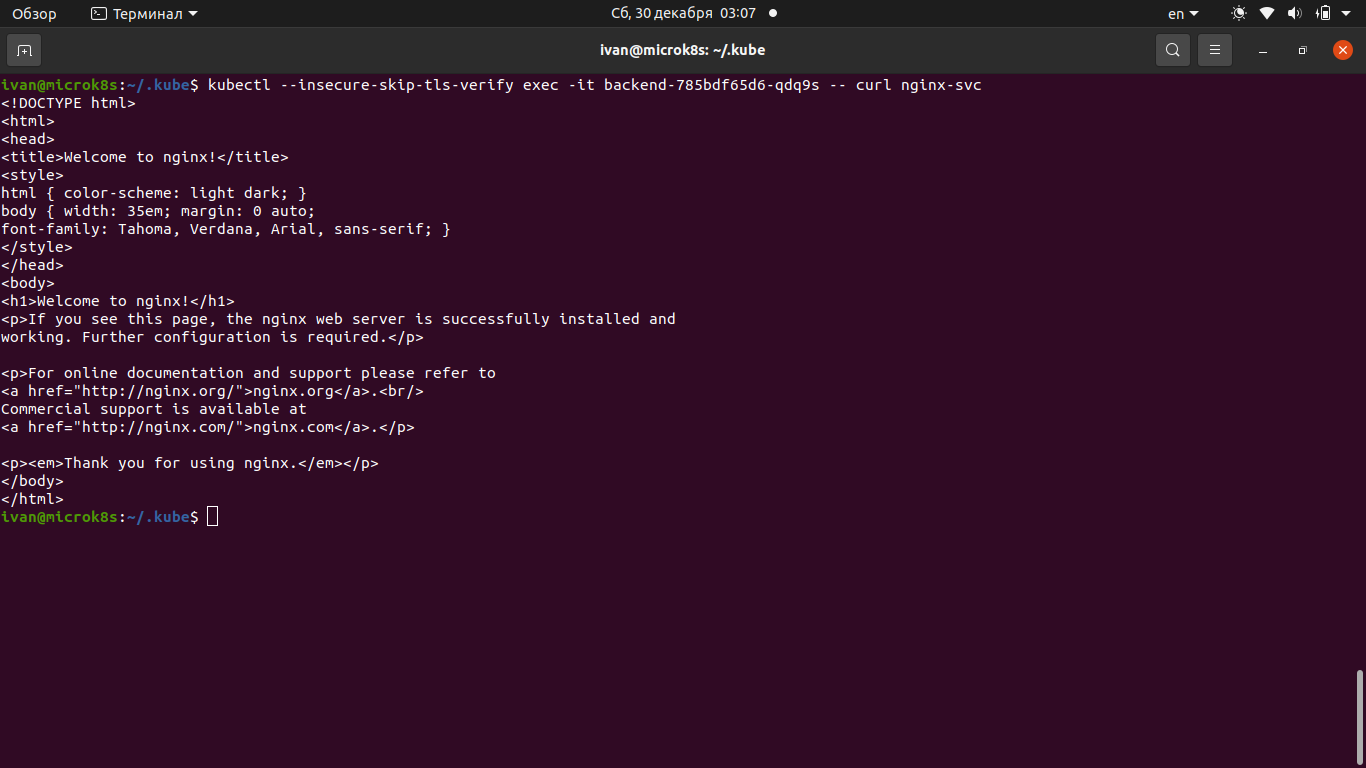 Обзор
Терминал
Сб, 30 декабря 03:07
en
ivan@microk8s: ~/.kube
ivan@microk8s:~/.kube$ kubectl --insecure-skip-tls-verify exec -it backend-785bdf65d6-qdq9s -- curl nginx-svc
<!DOCTYPE html>
<html>
<head>
<title>Welcome to nginx!</title>
<style>
html { color-scheme: light dark; }
body { width: 35em; margin: 0 auto;
font-family: Tahoma, Verdana, Arial, sans-serif; }
</style>
</head>
<body>
<h1>Welcome to nginx!</h1>
<p>If you see this page, the nginx web server is successfully installed and
working. Further configuration is required.</p>

<p>For online documentation and support please refer to
<a href="http://nginx.org/">nginx.org</a>.<br/>
Commercial support is available at
<a href="http://nginx.com/">nginx.com</a>.</p>

<p><em>Thank you for using nginx.</em></p>
</body>
</html>
ivan@microk8s:~/.kube$